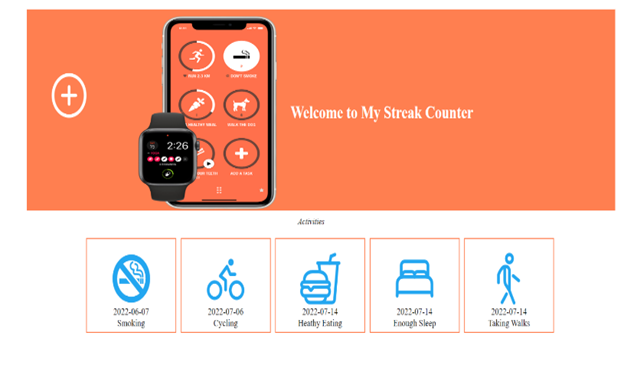 RUN 2-3 KM
DON'T SMOKE
HEALTHY MEAL
WALK THE DOG
2:26
ADD A TASK
Welcome to My Streak Counter
Activities
2022-06-07
Smoking
2022-07-06
Cycling
2022-07-14
Heathy Eating
2022-07-14
Enough Sleep
2022-07-14
Taking Walks